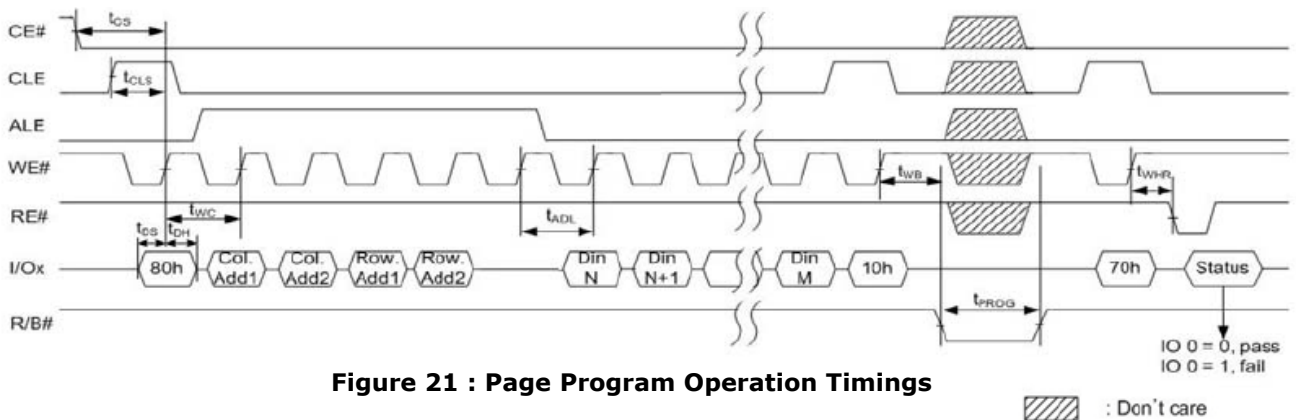 CE#
tCS
CLE
tCLS
ALE
WE#
tWB
tWHR
RE#
tWC
tADL
tDS
tDH
I/Ox
80h
Col. Add1
Col. Add2
Row. Add1
Row. Add2
Din N
Din N+1
Din M
10h
70h
Status
tPROG
R/B#
IO 0 = 0, pass
IO 0 = 1, fail
Figure 21 : Page Program Operation Timings
: Don't care